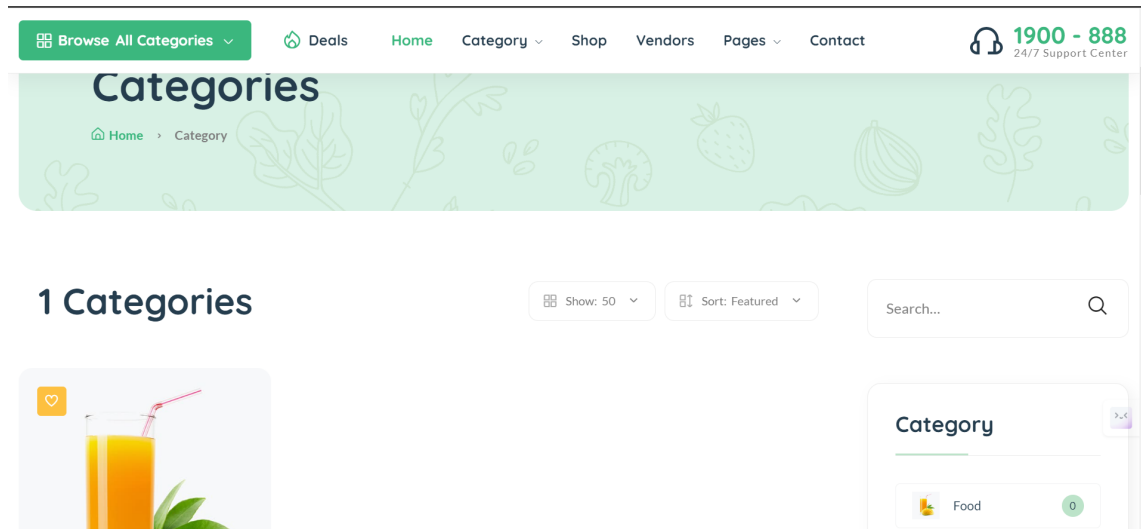 Browse All Categories
Deals
Home
Category
Shop
Vendors
Pages
Contact
1900 - 888
24/7 Support Center
Categories
Home › Category
1 Categories
Show: 50
Sort: Featured
Search...
Category
Food
0